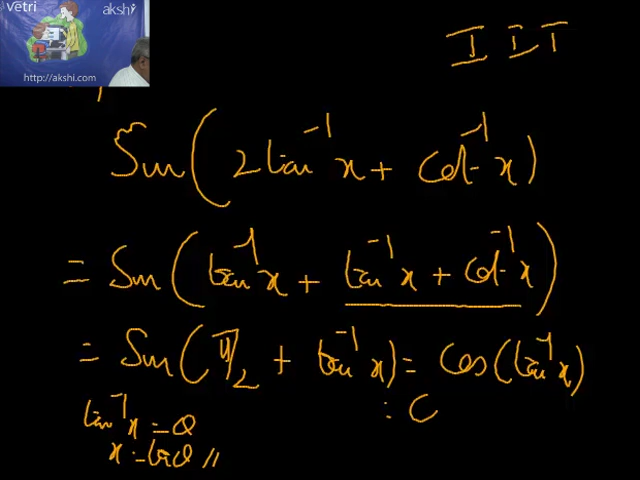 vetri
akshi
http://akshi.com
IIT
Sin(2tan⁻¹x + cot⁻¹x)
= Sin(tan⁻¹x + tan⁻¹x + cot⁻¹x)
= Sin(π/2 + tan⁻¹x) = cos(tan⁻¹x)
: C
tan⁻¹x = θ
x = tanθ //